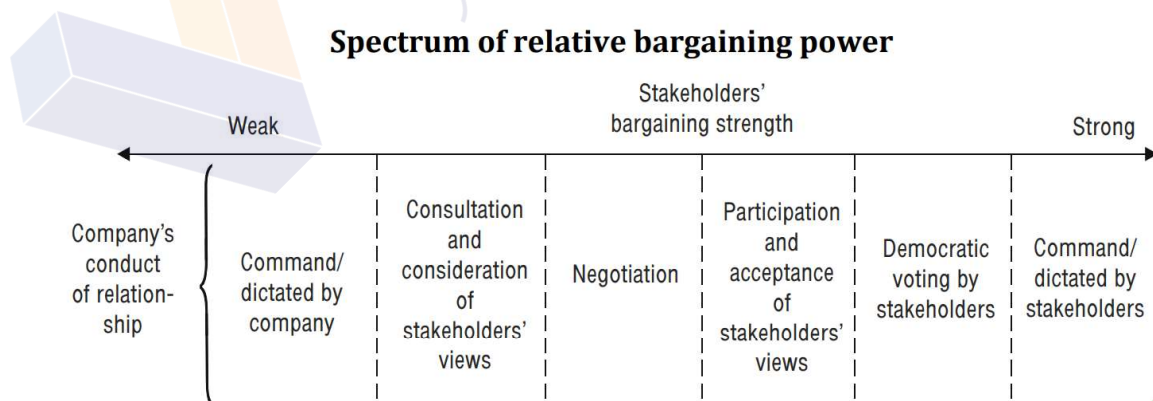 Spectrum of relative bargaining power
Stakeholders'
bargaining strength
Weak
Strong
Company's
conduct
of relation-
ship
Command/
dictated by
company
Consultation
and
consideration
of
stakeholders'
views
Negotiation
Participation
and
acceptance
of
stakeholders'
views
Democratic
voting by
stakeholders
Command/
dictated by
stakeholders